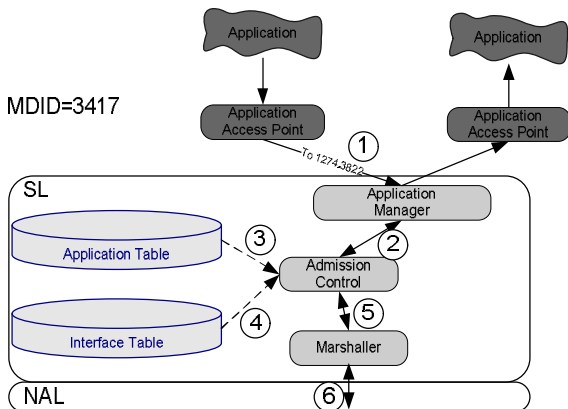 Application
Application
MDID=3417
Application
Access Point
Application
Access Point
1
To 1274.3822
SL
Application
Manager
Application Table
3
2
Admission
Control
Interface Table
4
5
Marshaller
NAL
6